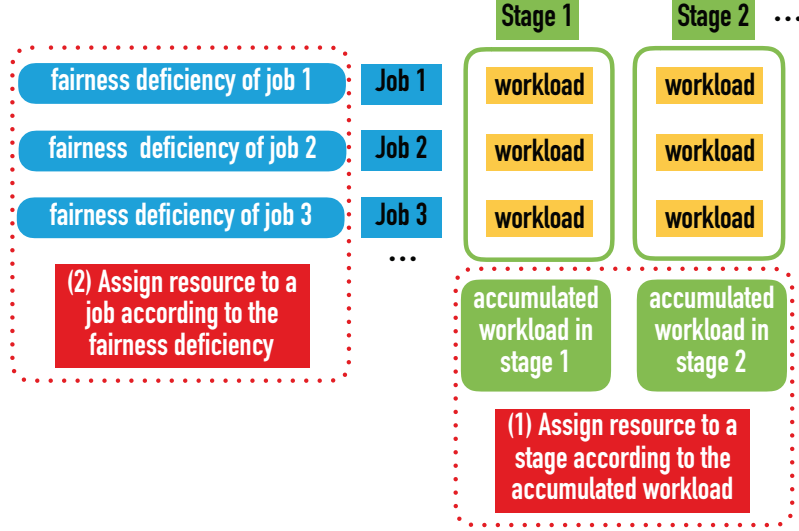 Stage 1 Stage 2 ...
fairness deficiency of job 1 Job 1 workload workload
fairness deficiency of job 2 Job 2 workload workload
fairness deficiency of job 3 Job 3 workload workload
...
(2) Assign resource to a
job according to the
fairness deficiency
accumulated
workload in
stage 1
accumulated
workload in
stage 2
(1) Assign resource to a
stage according to the
accumulated workload